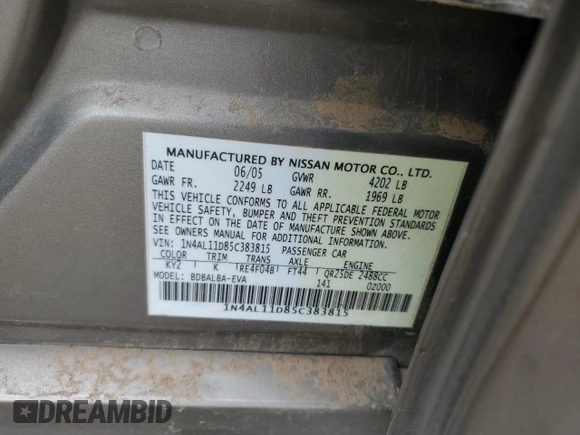 MANUFACTURED BY NISSAN MOTOR CO., LTD.
DATE 06/05 GVWR 4202 LB
GAWR FR. 2249 LB GAWR RR. 1969 LB
THIS VEHICLE CONFORMS TO ALL APPLICABLE FEDERAL MOTOR
VEHICLE SAFETY, BUMPER AND THEFT PREVENTION STANDARDS
IN EFFECT ON THE DATE OF MANUFACTURE SHOWN ABOVE.
SEE OWNERS MANUAL FOR ADDITIONAL INFORMATION.
VIN: 1N4AL11D85C383815 PASSENGER CAR
COLOR TRIM TRANS AXLE ENGINE
KY2 K RE4F04B FT44 QR25DE 2488CC
MODEL: BDBALBA-EVA 141 0Z000
1N4AL11D85C383815
DREAMBID